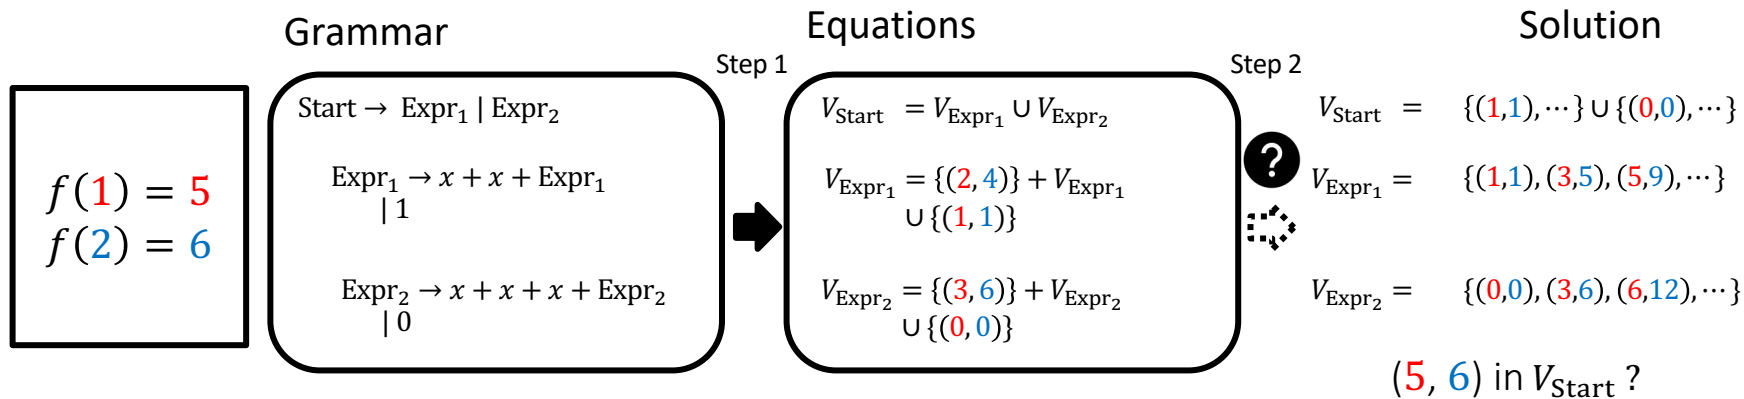 Grammar
Equations
Solution
Step 1
Step 2
f(1) = 5
f(2) = 6
Start → Expr₁ | Expr₂
Expr₁ → x + x + Expr₁
| 1
Expr₂ → x + x + x + Expr₂
| 0
V_Start = V_Expr₁ ∪ V_Expr₂
V_Expr₁ = {(2, 4)} + V_Expr₁
∪ {(1, 1)}
V_Expr₂ = {(3, 6)} + V_Expr₂
∪ {(0, 0)}
?
V_Start = {(1,1), ⋯} ∪ {(0,0), ⋯}
V_Expr₁ = {(1,1), (3,5), (5,9), ⋯}
V_Expr₂ = {(0,0), (3,6), (6,12), ⋯}
(5, 6) in V_Start ?